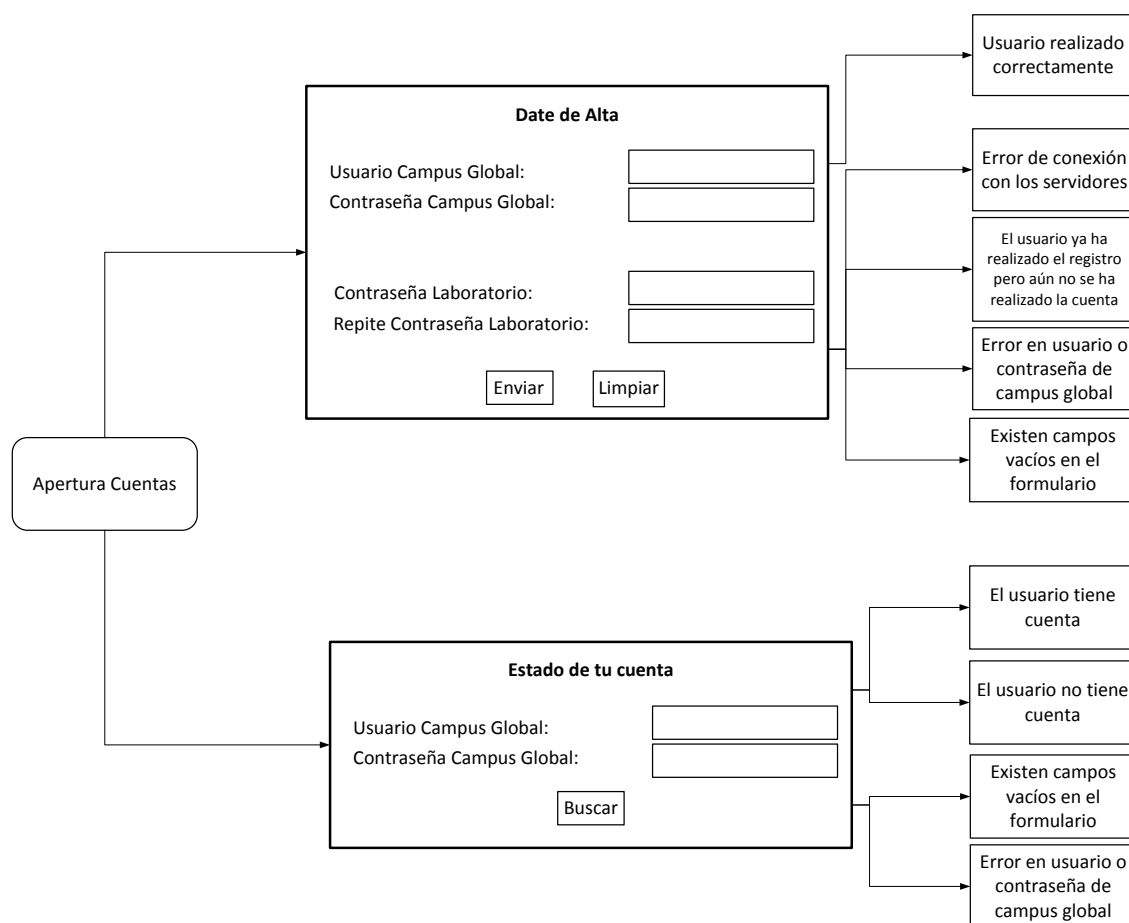 Usuario realizado
correctamente
Date de Alta
Usuario Campus Global:
Contraseña Campus Global:
Contraseña Laboratorio:
Repite Contraseña Laboratorio:
Enviar
Limpiar
Error de conexión
con los servidores
El usuario ya ha
realizado el registro
pero aún no se ha
realizado la cuenta
Error en usuario o
contraseña de
campus global
Existen campos
vacíos en el
formulario
Apertura Cuentas
El usuario tiene
cuenta
Estado de tu cuenta
Usuario Campus Global:
Contraseña Campus Global:
Buscar
El usuario no tiene
cuenta
Existen campos
vacíos en el
formulario
Error en usuario o
contraseña de
campus global